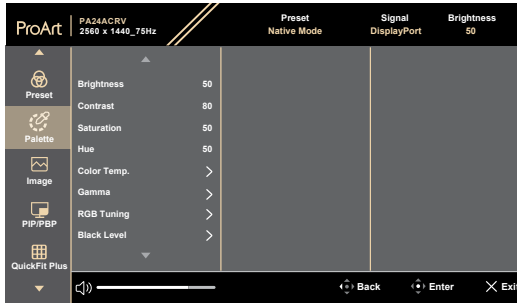 ProArt
PA24ACRV
2560 x 1440_75Hz
Preset
Native Mode
Signal
DisplayPort
Brightness
50
Preset
Palette
Image
PIP/PBP
QuickFit Plus
Brightness 50
Contrast 80
Saturation 50
Hue 50
Color Temp.
Gamma
RGB Tuning
Black Level
Back
Enter
Exit